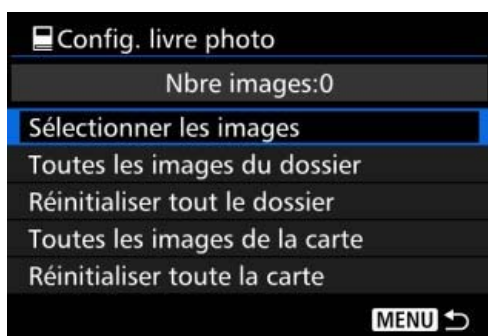 Config. livre photo
Nbre images:0
Sélectionner les images
Toutes les images du dossier
Réinitialiser tout le dossier
Toutes les images de la carte
Réinitialiser toute la carte
MENU